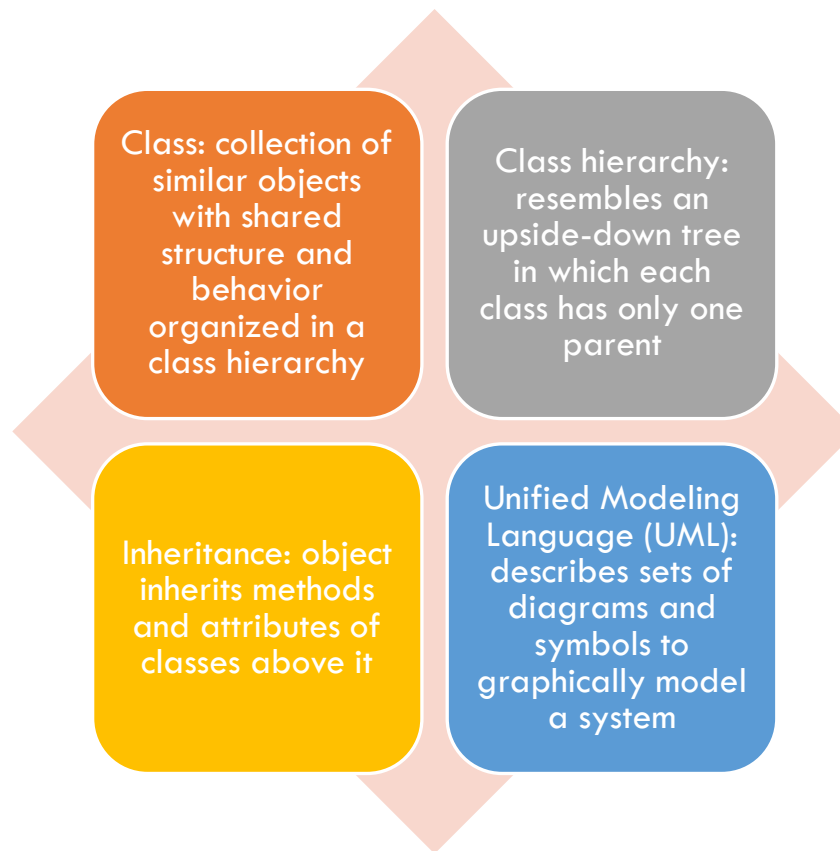 Class: collection of
similar objects
with shared
structure and
behavior
organized in a
class hierarchy
Class hierarchy:
resembles an
upside-down tree
in which each
class has only one
parent
Inheritance: object
inherits methods
and attributes of
classes above it
Unified Modeling
Language (UML):
describes sets of
diagrams and
symbols to
graphically model
a system